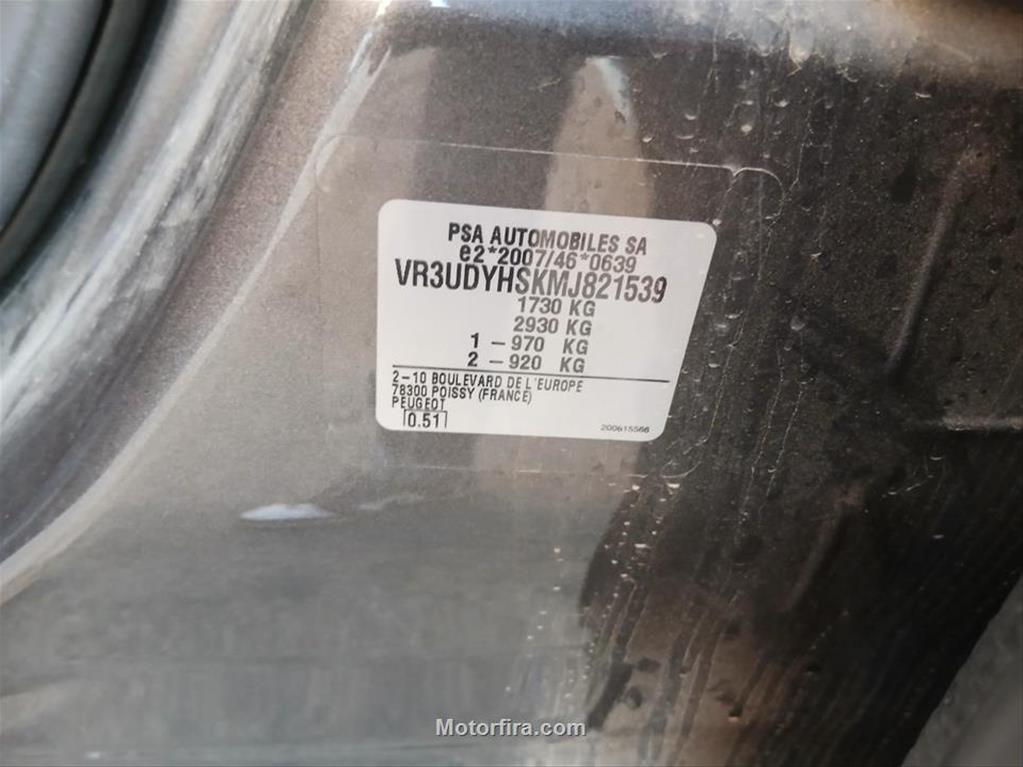 PSA AUTOMOBILES SA
e2*2007/46*0639
VR3UDYHSKMJ821539
1730 KG
2930 KG
1 – 970 KG
2 – 920 KG
2–10 BOULEVARD DE L'EUROPE
78300 POISSY (FRANCE)
PEUGEOT
0.51
200615566
Motorfira.com